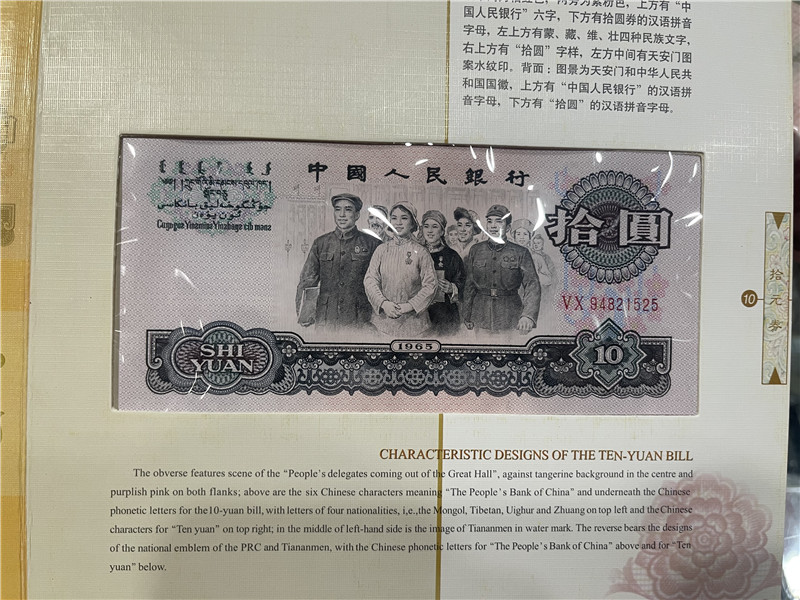 国人民银行”六字，下方有拾圆券的汉语拼音
字母，左上方有蒙、藏、维、壮四种民族文字，
右上方有“拾圆”字样，左方中间有天安门图
案水纹印。背面：图景为天安门和中华人民共
和国国徽，上方有“中国人民银行”的汉语拼
音字母，下方有“拾圆”的汉语拼音字母。
中國人民銀行
拾圓
VX 94821525
1965
SHI
YUAN
10
10
拾元券
CHARACTERISTIC DESIGNS OF THE TEN-YUAN BILL
The obverse features scene of the “People's delegates coming out of the Great Hall”, against tangerine background in the centre and
purplish pink on both flanks; above are the six Chinese characters meaning “The People's Bank of China” and underneath the Chinese
phonetic letters for the10-yuan bill, with letters of four nationalities, i,e.,the Mongol, Tibetan, Uighur and Zhuang on top left and the Chinese
characters for “Ten yuan” on top right; in the middle of left-hand side is the image of Tiananmen in water mark. The reverse bears the designs
of the national emblem of the PRC and Tiananmen, with the Chinese phonetic letters for “The People's Bank of China” above and for “Ten
yuan” below.